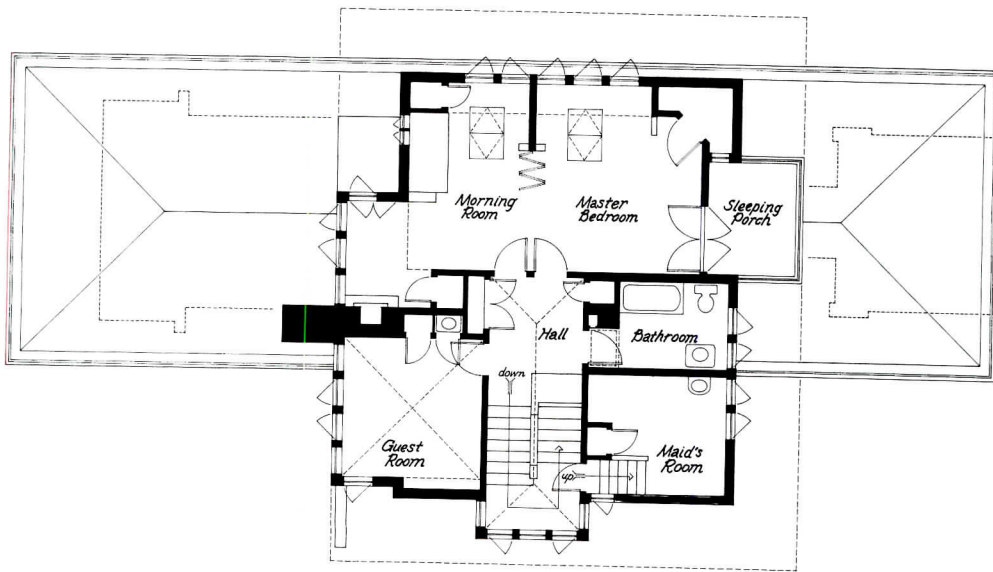 Morning
Room
Master
Bedroom
Sleeping
Porch
Hall
Bathroom
down
Guest
Room
Maid's
Room
up